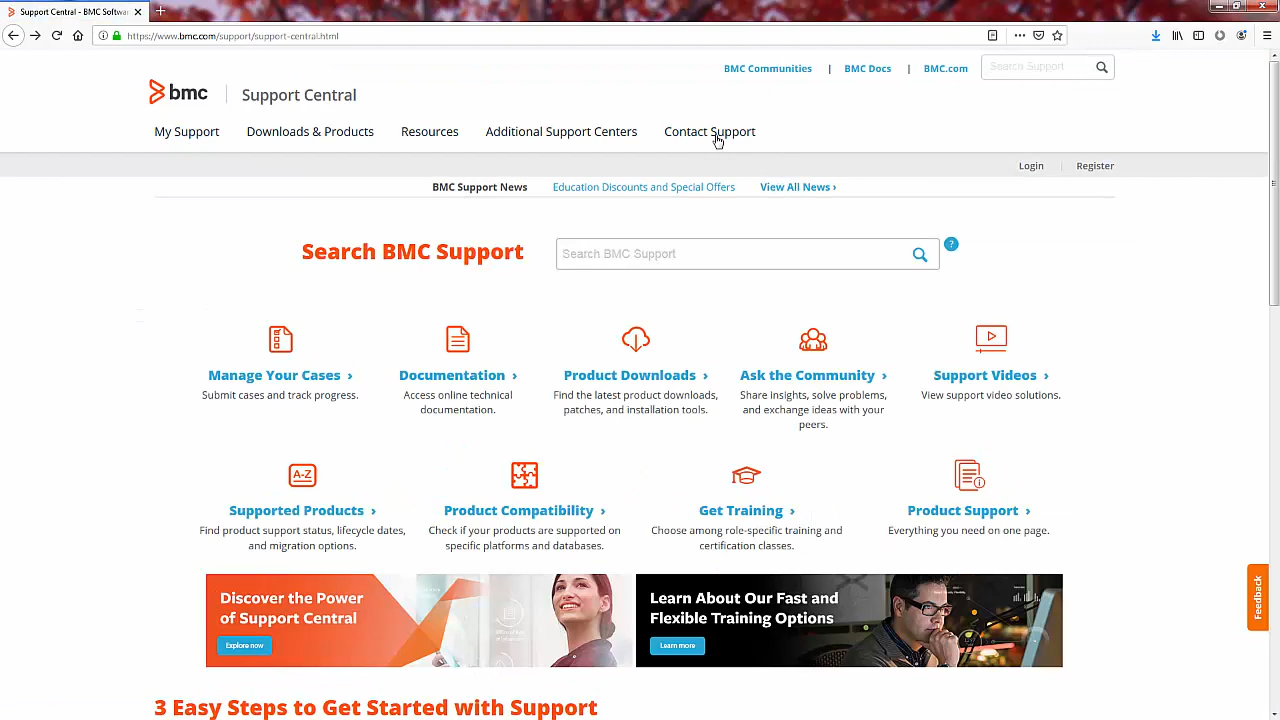 Support Central - BMC Softwa
https://www.bmc.com/support/support-central.html
BMC Communities | BMC Docs | BMC.com
Search Support
bmc
Support Central
My Support
Downloads & Products
Resources
Additional Support Centers
Contact Support
Login | Register
BMC Support News
Education Discounts and Special Offers
View All News ›
Search BMC Support
Search BMC Support
?
Manage Your Cases ›
Submit cases and track progress.
Documentation ›
Access online technical
documentation.
Product Downloads ›
Find the latest product downloads,
patches, and installation tools.
Ask the Community ›
Share insights, solve problems,
and exchange ideas with your
peers.
Support Videos ›
View support video solutions.
A-Z
Supported Products ›
Find product support status, lifecycle dates,
and migration options.
Product Compatibility ›
Check if your products are supported on
specific platforms and databases.
Get Training ›
Choose among role-specific training and
certification classes.
Product Support ›
Everything you need on one page.
Feedback
Discover the Power
of Support Central
Explore now
Learn About Our Fast and
Flexible Training Options
Learn more
3 Easy Steps to Get Started with Support